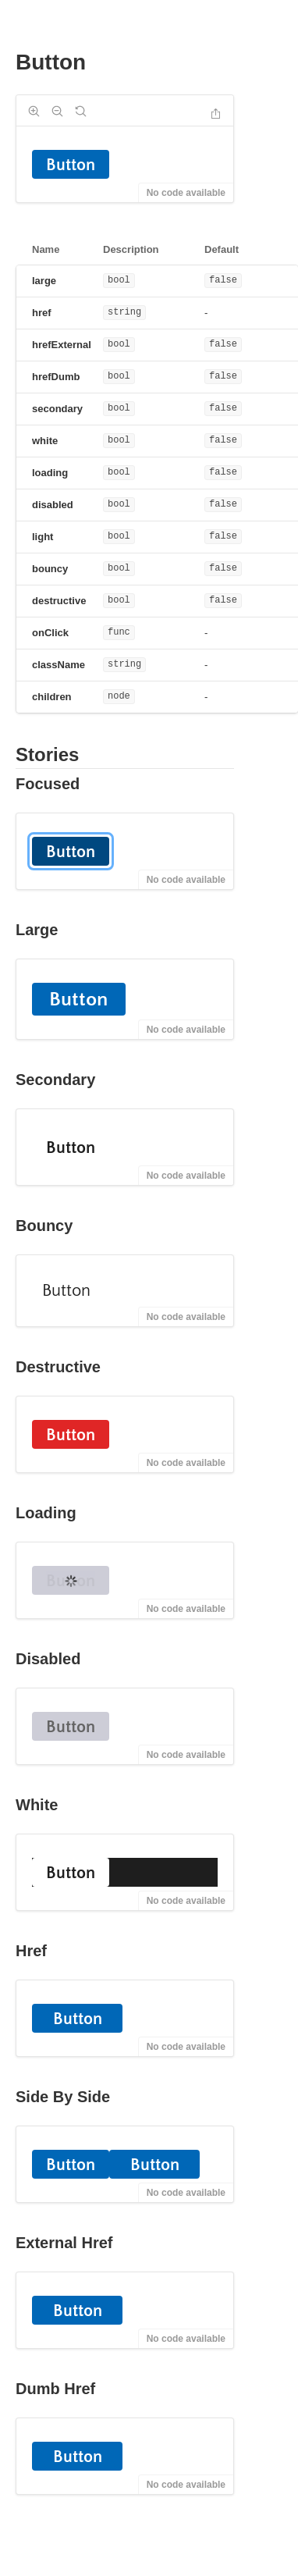 Button
Button
No code available
Name Description Default
large bool false
href string -
hrefExternal bool false
hrefDumb bool false
secondary bool false
white bool false
loading bool false
disabled bool false
light bool false
bouncy bool false
destructive bool false
onClick func -
className string -
children node -
Stories
Focused
Button
No code available
Large
Button
No code available
Secondary
Button
No code available
Bouncy
Button
No code available
Destructive
Button
No code available
Loading
Button
No code available
Disabled
Button
No code available
White
Button
No code available
Href
Button
No code available
Side By Side
Button Button
No code available
External Href
Button
No code available
Dumb Href
Button
No code available